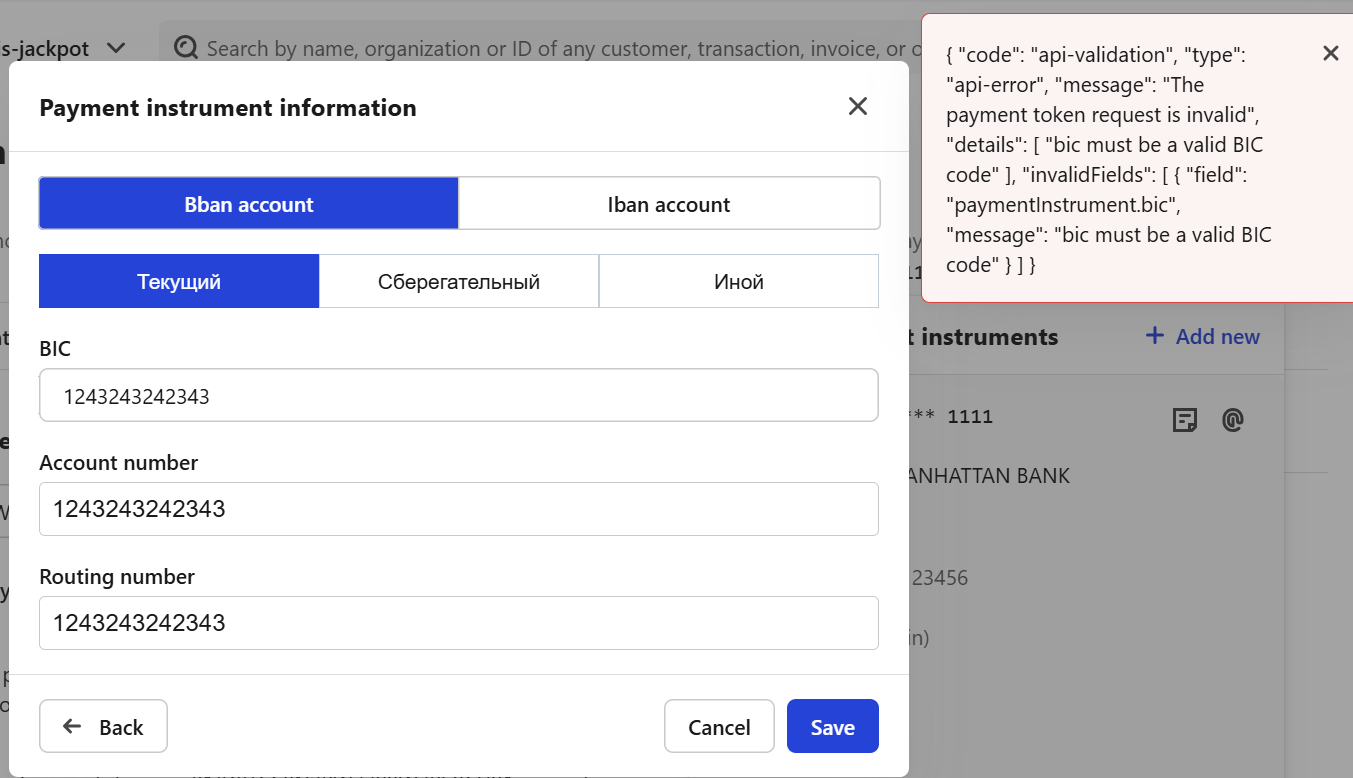 s-jackpot
Search by name, organization or ID of any customer, transaction, invoice, or o
Payment instrument information
Bban account
Iban account
Текущий
Сберегательный
Иной
BIC
1243243242343
Account number
1243243242343
Routing number
1243243242343
Back
Cancel
Save
{ "code": "api-validation", "type":
"api-error", "message": "The
payment token request is invalid",
"details": [ "bic must be a valid BIC
code" ], "invalidFields": [ { "field":
"paymentInstrument.bic",
"message": "bic must be a valid BIC
code" } ] }
t instruments
+ Add new
** 1111
ANHATTAN BANK
23456
in)